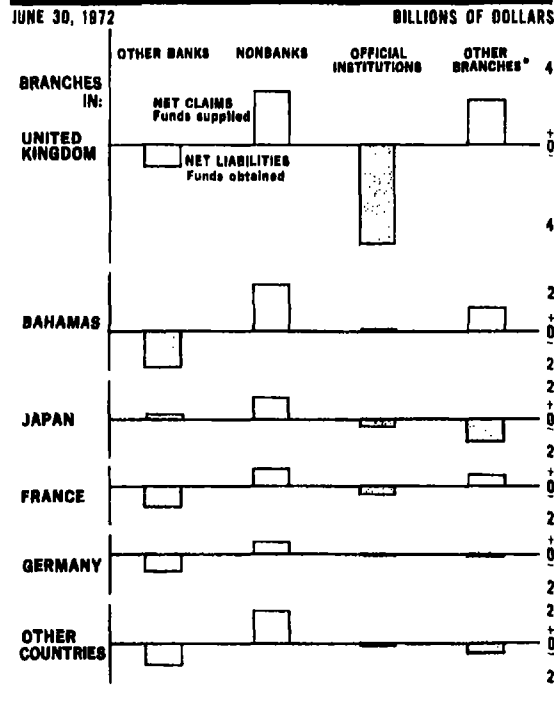 JUNE 30, 1972 BILLIONS OF DOLLARS
OTHER BANKS NONBANKS OFFICIAL INSTITUTIONS OTHER BRANCHES*
BRANCHES
IN:
4
NET CLAIMS
Funds supplied
UNITED
KINGDOM
+
0
-
NET LIABILITIES
Funds obtained
4
2
BAHAMAS
+
0
-
2
2
JAPAN
+
0
-
2
FRANCE
+
0
-
2
GERMANY
+
0
-
2
2
OTHER
COUNTRIES
+
0
-
2